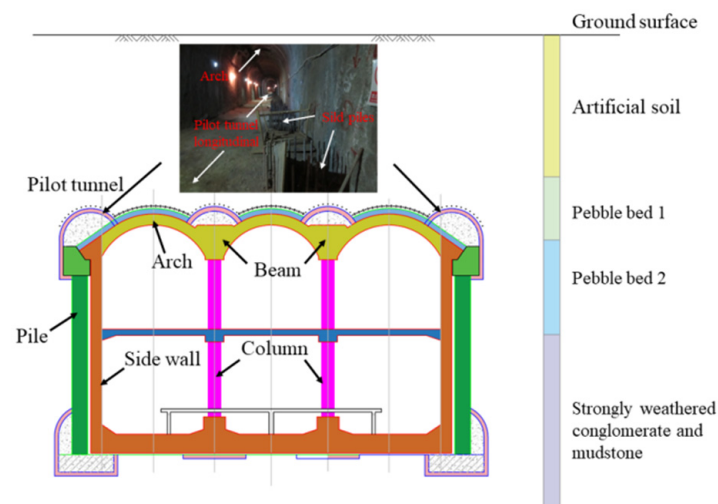 Ground surface
Arch
Artificial soil
Pilot tunnel
longitudinal
Side piles
Pilot tunnel
Pebble bed 1
Arch
Beam
Pebble bed 2
Pile
Side wall
Column
Strongly weathered
conglomerate and
mudstone